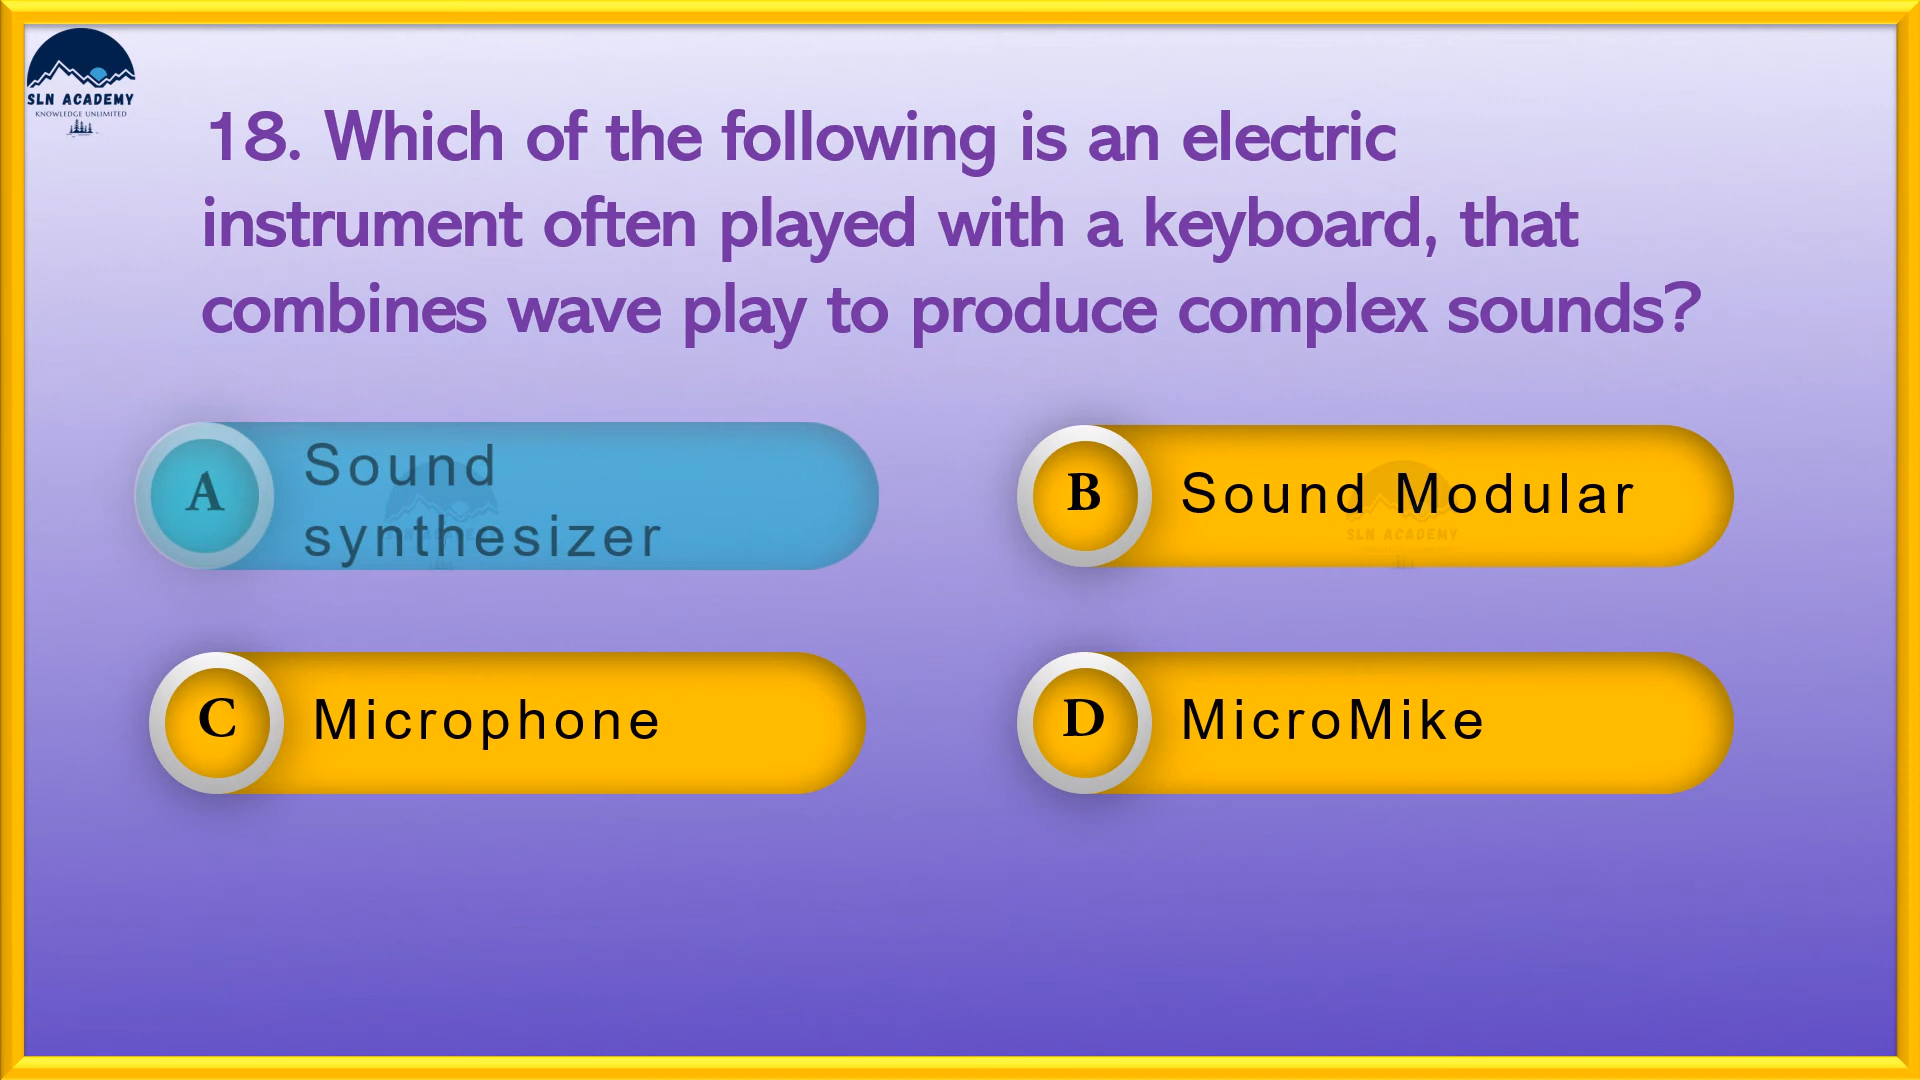 SLN ACADEMY
KNOWLEDGE UNLIMITED
18. Which of the following is an electric
instrument often played with a keyboard, that
combines wave play to produce complex sounds?
A
Sound
synthesizer
B
Sound Modular
SLN ACADEMY
C
Microphone
D
MicroMike